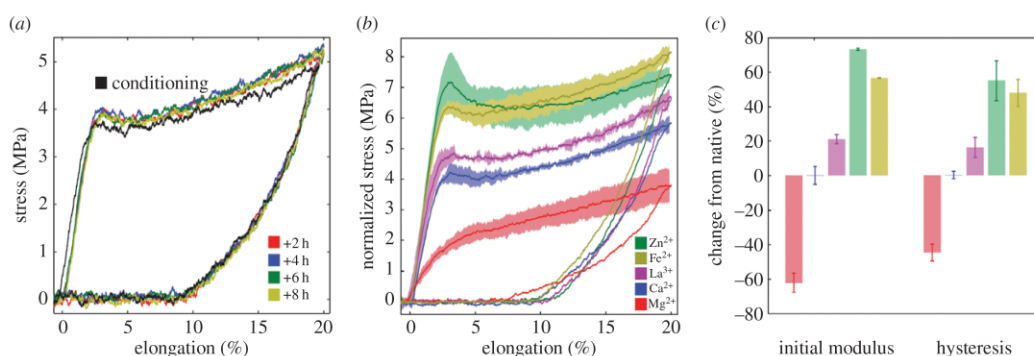 (a)
5
4
3
2
1
0
stress (MPa)
conditioning
+2 h
+4 h
+6 h
+8 h
0 5 10 15 20
elongation (%)
(b)
8
7
6
5
4
3
2
1
0
normalized stress (MPa)
Zn2+
Fe2+
La3+
Ca2+
Mg2+
0 5 10 15 20
elongation (%)
(c)
80
60
40
20
0
−20
−40
−60
−80
change from native (%)
initial modulus hysteresis